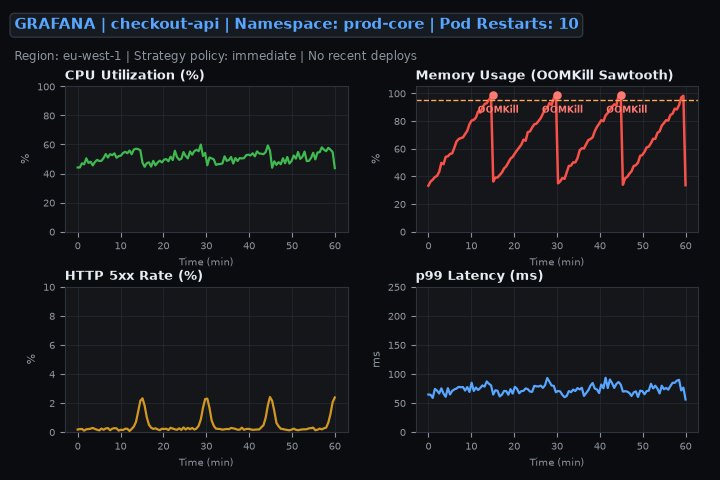 GRAFANA | checkout-api | Namespace: prod-core | Pod Restarts: 10
Region: eu-west-1 | Strategy policy: immediate | No recent deploys
CPU Utilization (%)
100
80
60
40
20
0
%
0 10 20 30 40 50 60
Time (min)
Memory Usage (OOMKill Sawtooth)
100
80
60
40
20
0
%
OOMKill OOMKill OOMKill
0 10 20 30 40 50 60
Time (min)
HTTP 5xx Rate (%)
10
8
6
4
2
0
%
0 10 20 30 40 50 60
Time (min)
p99 Latency (ms)
250
200
150
100
50
0
ms
0 10 20 30 40 50 60
Time (min)